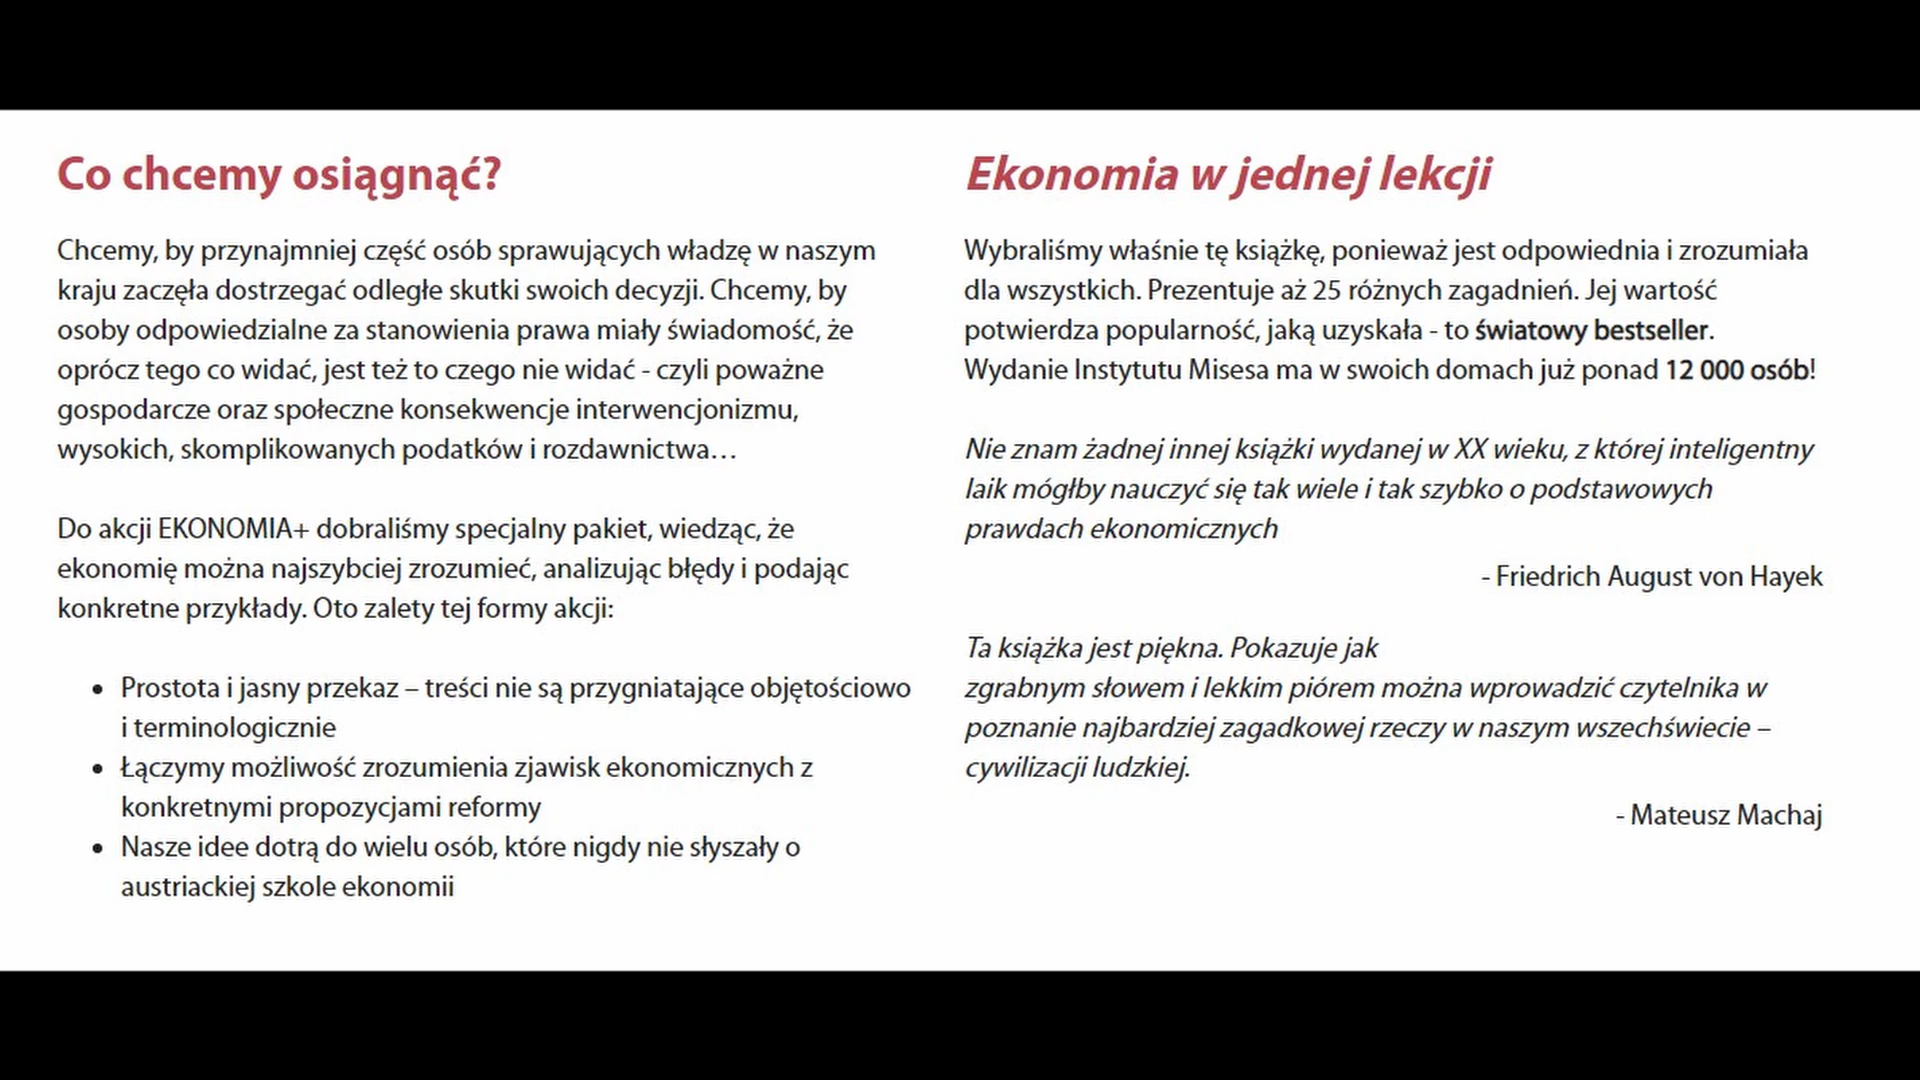 Co chcemy osiągnąć?
Chcemy, by przynajmniej część osób sprawujących władzę w naszym
kraju zaczęła dostrzegać odległe skutki swoich decyzji. Chcemy, by
osoby odpowiedzialne za stanowienia prawa miały świadomość, że
oprócz tego co widać, jest też to czego nie widać - czyli poważne
gospodarcze oraz społeczne konsekwencje interwencjonizmu,
wysokich, skomplikowanych podatków i rozdawnictwa…
Do akcji EKONOMIA+ dobraliśmy specjalny pakiet, wiedząc, że
ekonomię można najszybciej zrozumieć, analizując błędy i podając
konkretne przykłady. Oto zalety tej formy akcji:
• Prostota i jasny przekaz – treści nie są przygniatające objętościowo
i terminologicznie
• Łączymy możliwość zrozumienia zjawisk ekonomicznych z
konkretnymi propozycjami reformy
• Nasze idee dotrą do wielu osób, które nigdy nie słyszały o
austriackiej szkole ekonomii
Ekonomia w jednej lekcji
Wybraliśmy właśnie tę książkę, ponieważ jest odpowiednia i zrozumiała
dla wszystkich. Prezentuje aż 25 różnych zagadnień. Jej wartość
potwierdza popularność, jaką uzyskała - to światowy bestseller.
Wydanie Instytutu Misesa ma w swoich domach już ponad 12 000 osób!
Nie znam żadnej innej książki wydanej w XX wieku, z której inteligentny
laik mógłby nauczyć się tak wiele i tak szybko o podstawowych
prawdach ekonomicznych
- Friedrich August von Hayek
Ta książka jest piękna. Pokazuje jak
zgrabnym słowem i lekkim piórem można wprowadzić czytelnika w
poznanie najbardziej zagadkowej rzeczy w naszym wszechświecie –
cywilizacji ludzkiej.
- Mateusz Machaj